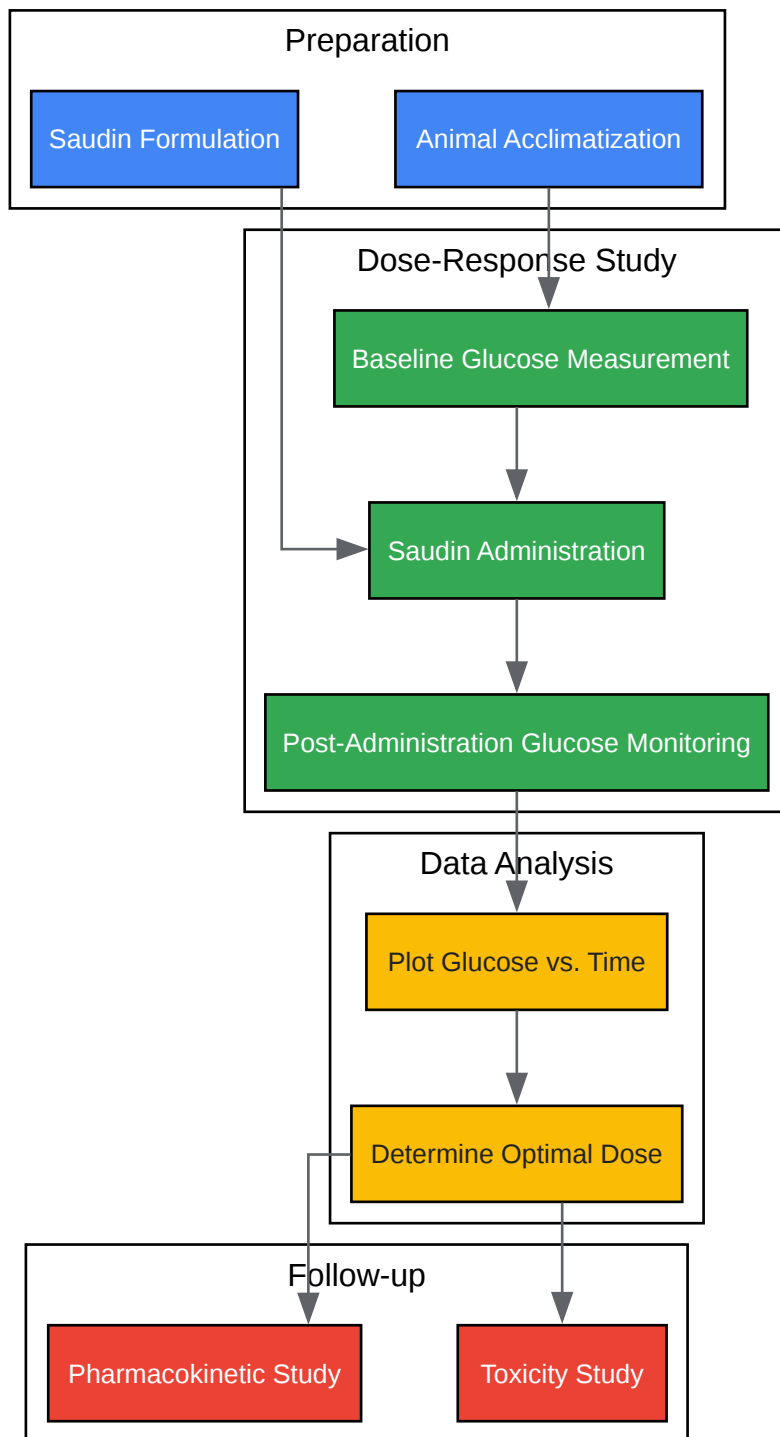 Preparation
Saudin Formulation
Animal Acclimatization
Dose-Response Study
Baseline Glucose Measurement
Saudin Administration
Post-Administration Glucose Monitoring
Data Analysis
Plot Glucose vs. Time
Determine Optimal Dose
Follow-up
Pharmacokinetic Study
Toxicity Study